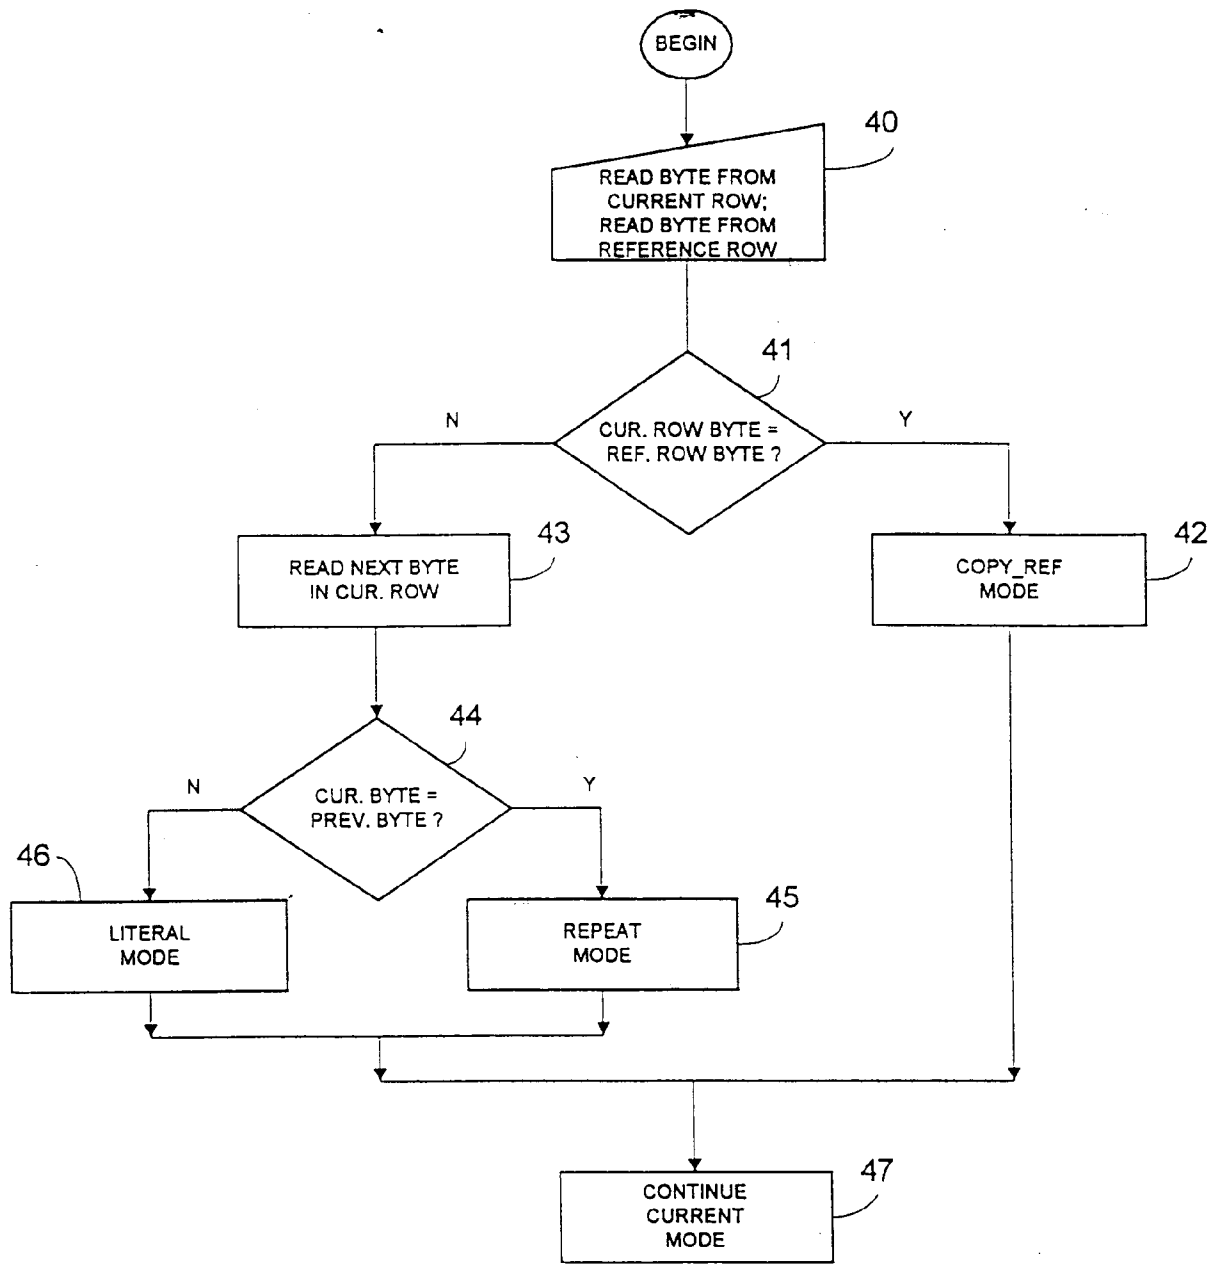 BEGIN
40
READ BYTE FROM
CURRENT ROW;
READ BYTE FROM
REFERENCE ROW
41
N
Y
CUR. ROW BYTE =
REF. ROW BYTE ?
43
READ NEXT BYTE
IN CUR. ROW
42
COPY_REF
MODE
44
N
Y
CUR. BYTE =
PREV. BYTE ?
46
LITERAL
MODE
45
REPEAT
MODE
47
CONTINUE
CURRENT
MODE